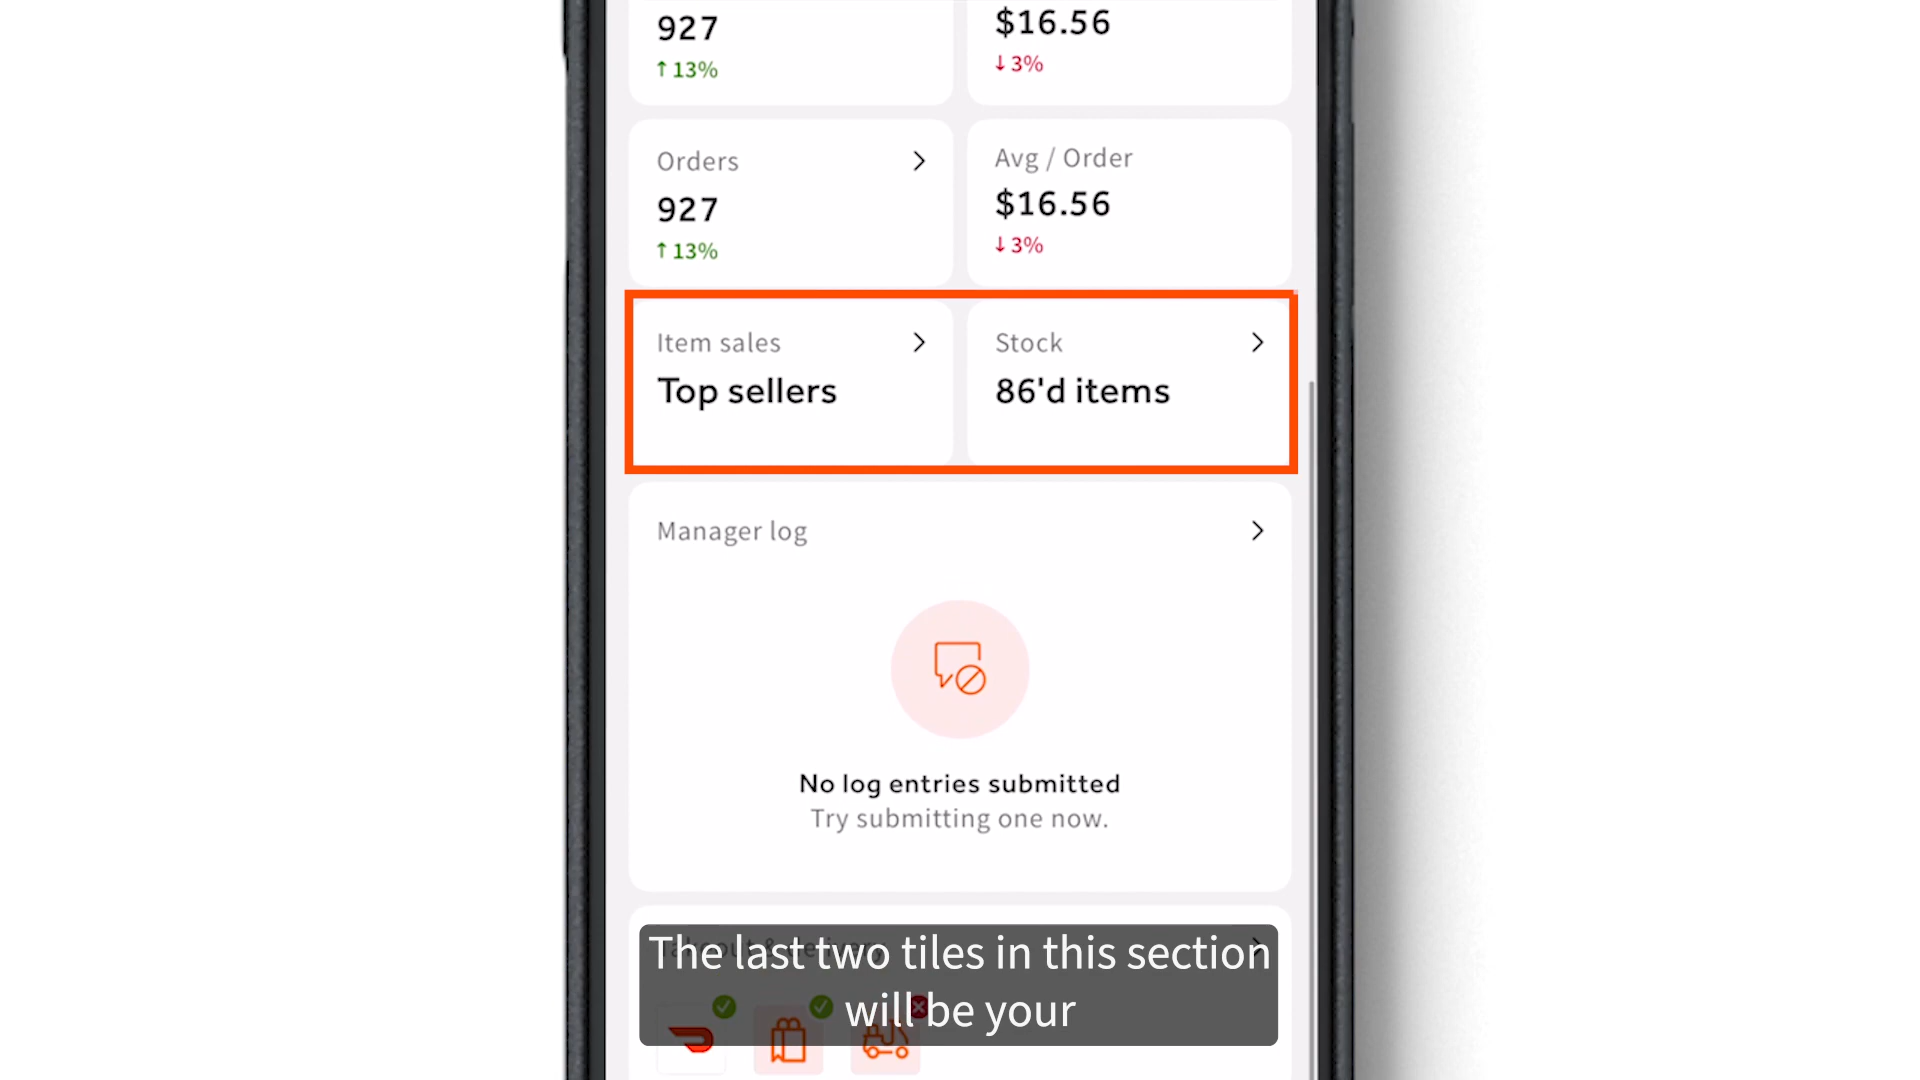 927
$16.56
↑ 13%
↓ 3%
Orders
Avg / Order
927
$16.56
↑ 13%
↓ 3%
Item sales
Stock
Top sellers
86'd items
Manager log
No log entries submitted
Try submitting one now.
The last two tiles in this section
will be your